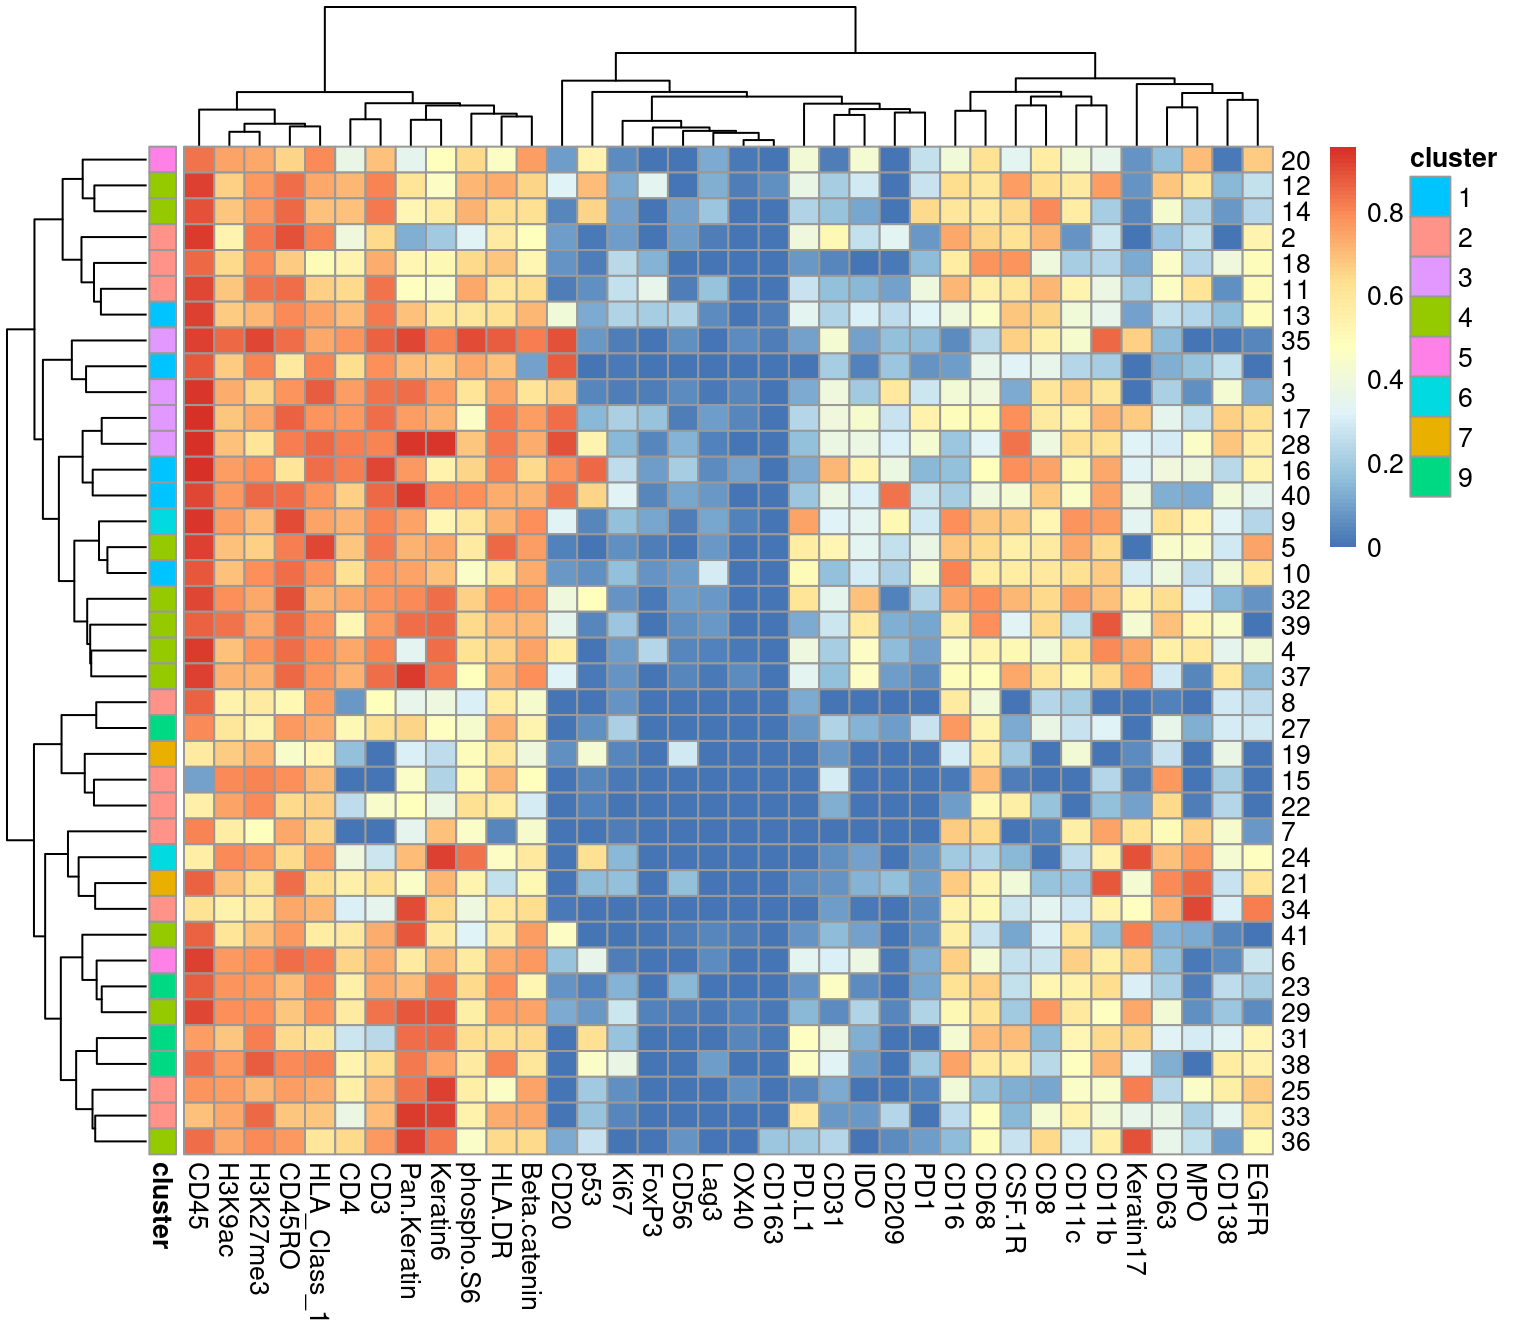 cluster
1
2
3
4
5
6
7
9
0.8
0.6
0.4
0.2
0
20
12
14
2
18
11
13
35
1
3
17
28
16
40
9
5
10
32
39
4
37
8
27
19
15
22
7
24
21
34
41
6
23
29
31
38
25
33
36
cluster
CD45
H3K9ac
H3K27me3
CD45RO
HLA_Class_1
CD4
CD3
Pan.Keratin
Keratin6
phospho.S6
HLA.DR
Beta.catenin
CD20
p53
Ki67
FoxP3
CD56
Lag3
OX40
CD163
PD.L1
CD31
IDO
CD209
PD1
CD16
CD68
CSF.1R
CD8
CD11c
CD11b
Keratin17
CD63
MPO
CD138
EGFR